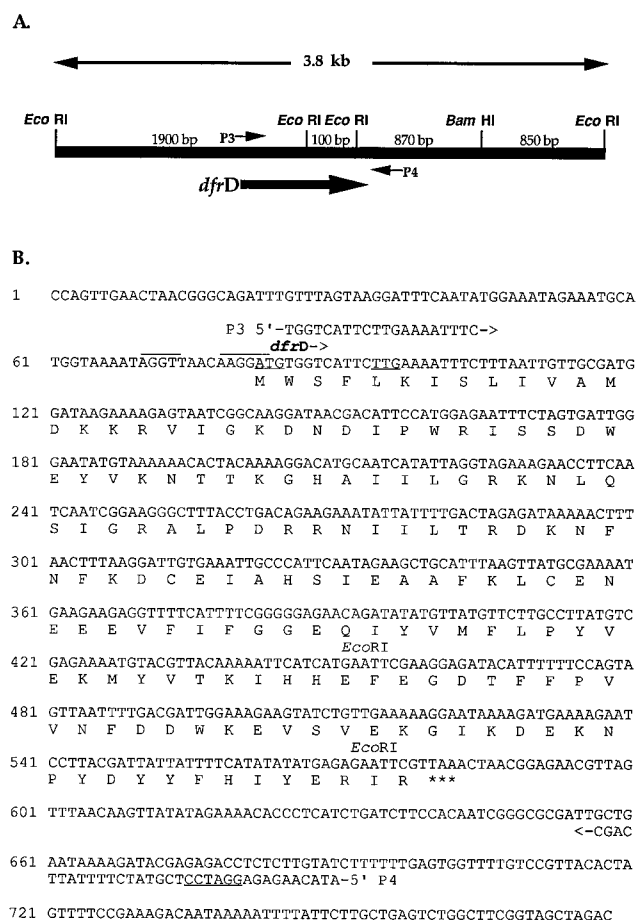 A.
3.8 kb
Eco RI Eco RI Eco RI Bam HI Eco RI
1900 bp P3 100 bp 870 bp 850 bp
P4
dfrD
B.
1 CCAGTTGAACTAACGGGCAGATTTGTTTAGTAAGGATTTCAATATGGAAATAGAAATGCA
P3 5'-TGGTCATTCTTGAAAATTTC->
dfrD->
61 TGGTAAAATAGGTTAACAAGGATGTGGTCATTCTTGAAAATTTCTTTAATTGTTGCGATG
M W S F L K I S L I V A M
121 GATAAGAAAAGAGTAATCGGCAAGGATAACGACATTCCATGGAGAATTTCTAGTGATTGG
D K K R V I G K D N D I P W R I S S D W
181 GAATATGTAAAAAACACTACAAAAGGACATGCAATCATATTAGGTAGAAAGAACCTTCAA
E Y V K N T T K G H A I I L G R K N L Q
241 TCAATCGGAAGGGCTTTACCTGACAGAAGAAATATTATTTTGACTAGAGATAAAAACTTT
S I G R A L P D R R N I I L T R D K N F
301 AACTTTAAGGATTGTGAAATTGCCCATTCAATAGAAGCTGCATTTAAGTTATGCGAAAAT
N F K D C E I A H S I E A A F K L C E N
361 GAAGAAGAGGTTTTCATTTTCGGGGGAGAACAGATATATGTTATGTTCTTGCCTTATGTC
E E E V F I F G G E Q I Y V M F L P Y V
EcoRI
421 GAGAAAATGTACGTTACAAAAATTCATCATGAATTCGAAGGAGATACATTTTTTCCAGTA
E K M Y V T K I H H E F E G D T F F P V
481 GTTAATTTTGACGATTGGAAAGAAGTATCTGTTGAAAAAGGAATAAAAGATGAAAAGAAT
V N F D D W K E V S V E K G I K D E K N
EcoRI
541 CCTTACGATTATTATTTTCATATATATGAGAGAATTCGTTAAACTAACGGAGAACGTTAG
P Y D Y Y F H I Y E R I R ***
601 TTTAACAAGTTATATAGAAAACACCCTCATCTGATCTTCCACAATCGGGCGCGATTGCTG
<-CGAC
661 AATAAAAGATACGAGAGAGACCTCTCTTGTATCTTTTTTGAGTGGTTTTGTCCGTTACACTA
TTATTTTCTATGCTCCTAGGAGAGAACATA-5' P4
721 GTTTTCCGAAAGACAATAAAAATTTTATTCTTGCTGAGTCTGGCTTCGGTAGCTAGAC